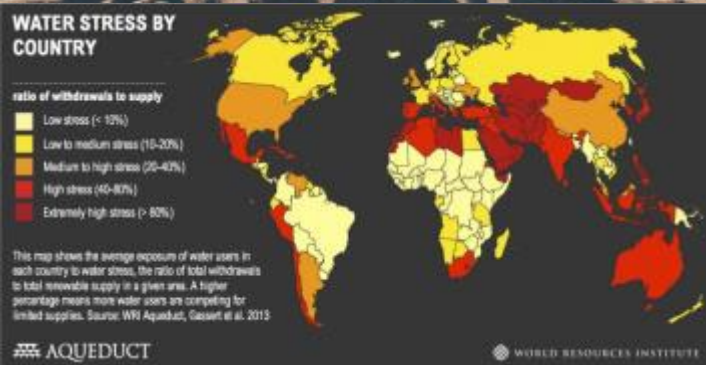 WATER STRESS BY
COUNTRY
ratio of withdrawals to supply
Low stress (< 10%)
Low to medium stress (10-20%)
Medium to high stress (20-40%)
High stress (40-80%)
Extremely high stress (> 80%)
This map shows the average exposure of water users in
each country to water stress, the ratio of total withdrawals
to total renewable supply in a given area. A higher
percentage means more water users are competing for
limited supplies. Source: WRI Aqueduct, Gassert et al. 2013
AQUEDUCT
WORLD RESOURCES INSTITUTE